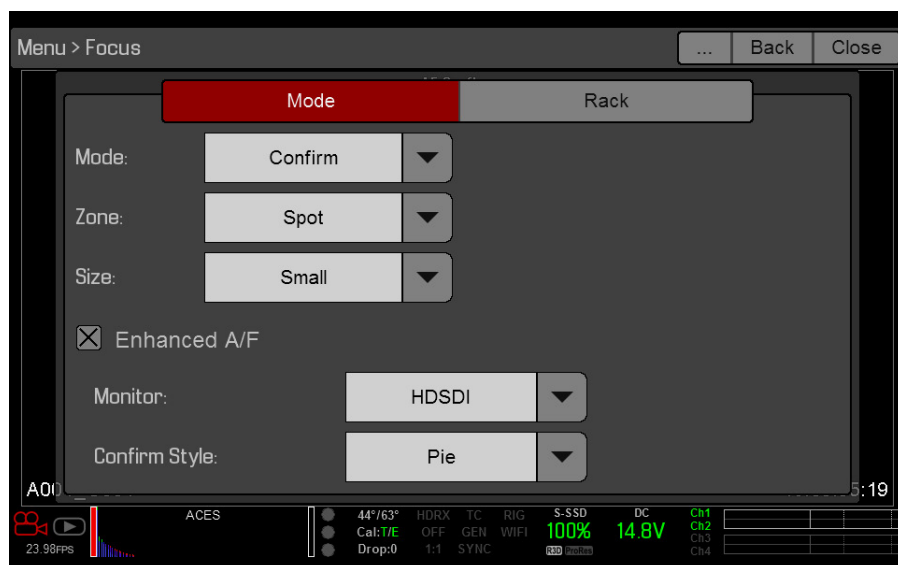 Menu > Focus
... Back Close
Mode Rack
Mode: Confirm
Zone: Spot
Size: Small
Enhanced A/F
Monitor: HDSDI
Confirm Style: Pie
:19
ACES
44°/63° HDRX TC RIG S-SSD DC Ch1
Cal:T/E OFF GEN WIFI 100% 14.8V Ch2
Drop:0 1:1 SYNC R3D ProRes Ch3
23.98FPS Ch4